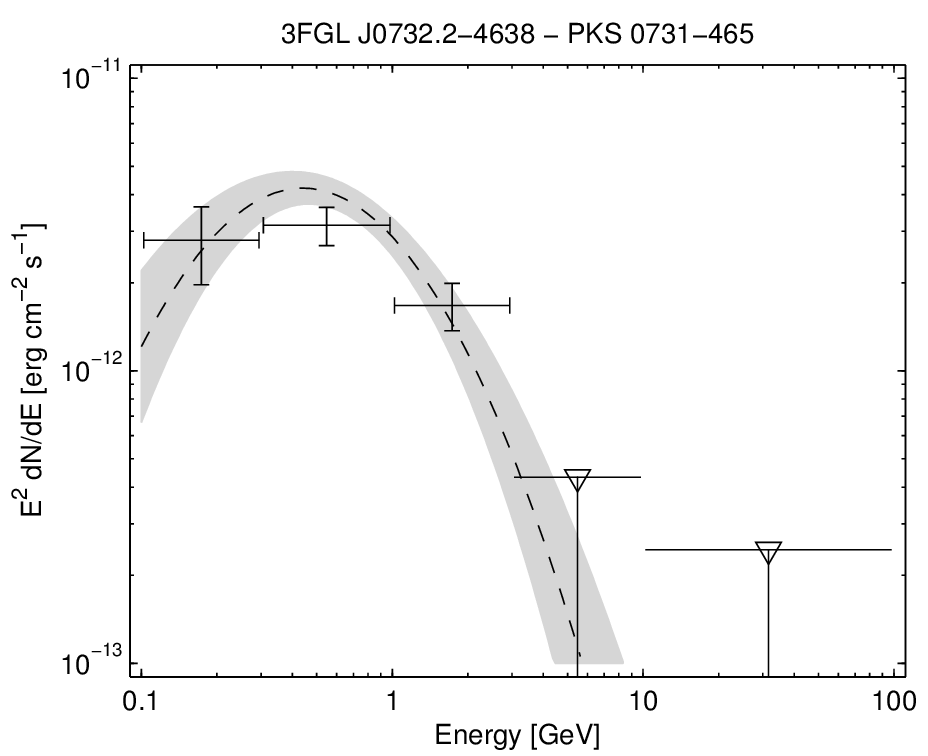 3FGL J0732.2−4638 − PKS 0731−465
10⁻¹¹
10⁻¹²
10⁻¹³
E² dN/dE [erg cm⁻² s⁻¹]
0.1 1 10 100
Energy [GeV]